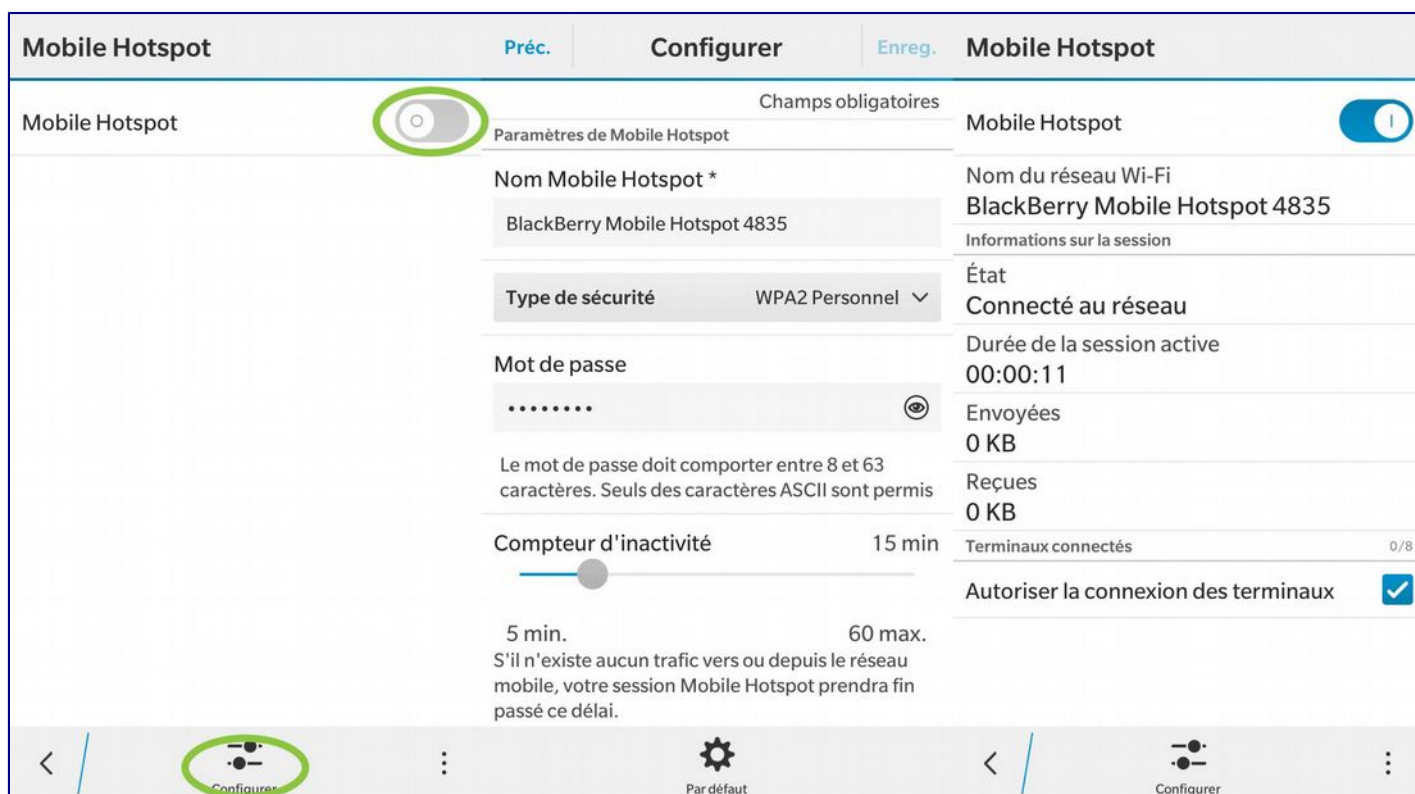 Mobile Hotspot
Mobile Hotspot
Configurer
Préc.
Configurer
Enreg.
Champs obligatoires
Paramètres de Mobile Hotspot
Nom Mobile Hotspot *
BlackBerry Mobile Hotspot 4835
Type de sécurité WPA2 Personnel
Mot de passe
••••••••
Le mot de passe doit comporter entre 8 et 63
caractères. Seuls des caractères ASCII sont permis
Compteur d'inactivité 15 min
5 min. 60 max.
S'il n'existe aucun trafic vers ou depuis le réseau
mobile, votre session Mobile Hotspot prendra fin
passé ce délai.
Par défaut
Mobile Hotspot
Mobile Hotspot
Nom du réseau Wi-Fi
BlackBerry Mobile Hotspot 4835
Informations sur la session
État
Connecté au réseau
Durée de la session active
00:00:11
Envoyées
0 KB
Reçues
0 KB
Terminaux connectés 0/8
Autoriser la connexion des terminaux
Configurer